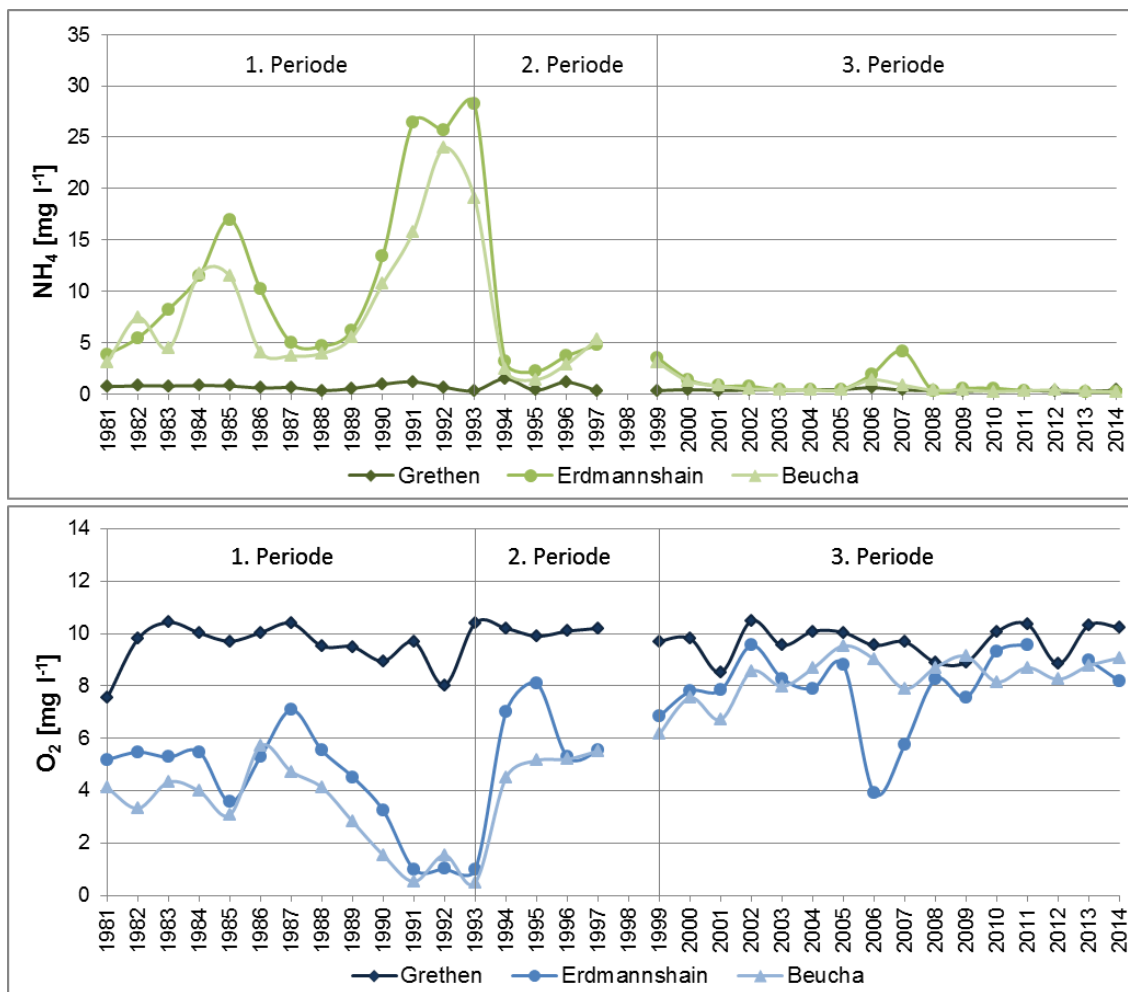 35
30
25
20
15
10
5
0
NH₄ [mg l⁻¹]
1. Periode 2. Periode 3. Periode
1981 1982 1983 1984 1985 1986 1987 1988 1989 1990 1991 1992 1993 1994 1995 1996 1997 1998 1999 2000 2001 2002 2003 2004 2005 2006 2007 2008 2009 2010 2011 2012 2013 2014
Grethen Erdmannshain Beucha
14
12
10
8
6
4
2
0
O₂ [mg l⁻¹]
1. Periode 2. Periode 3. Periode
1981 1982 1983 1984 1985 1986 1987 1988 1989 1990 1991 1992 1993 1994 1995 1996 1997 1998 1999 2000 2001 2002 2003 2004 2005 2006 2007 2008 2009 2010 2011 2012 2013 2014
Grethen Erdmannshain Beucha